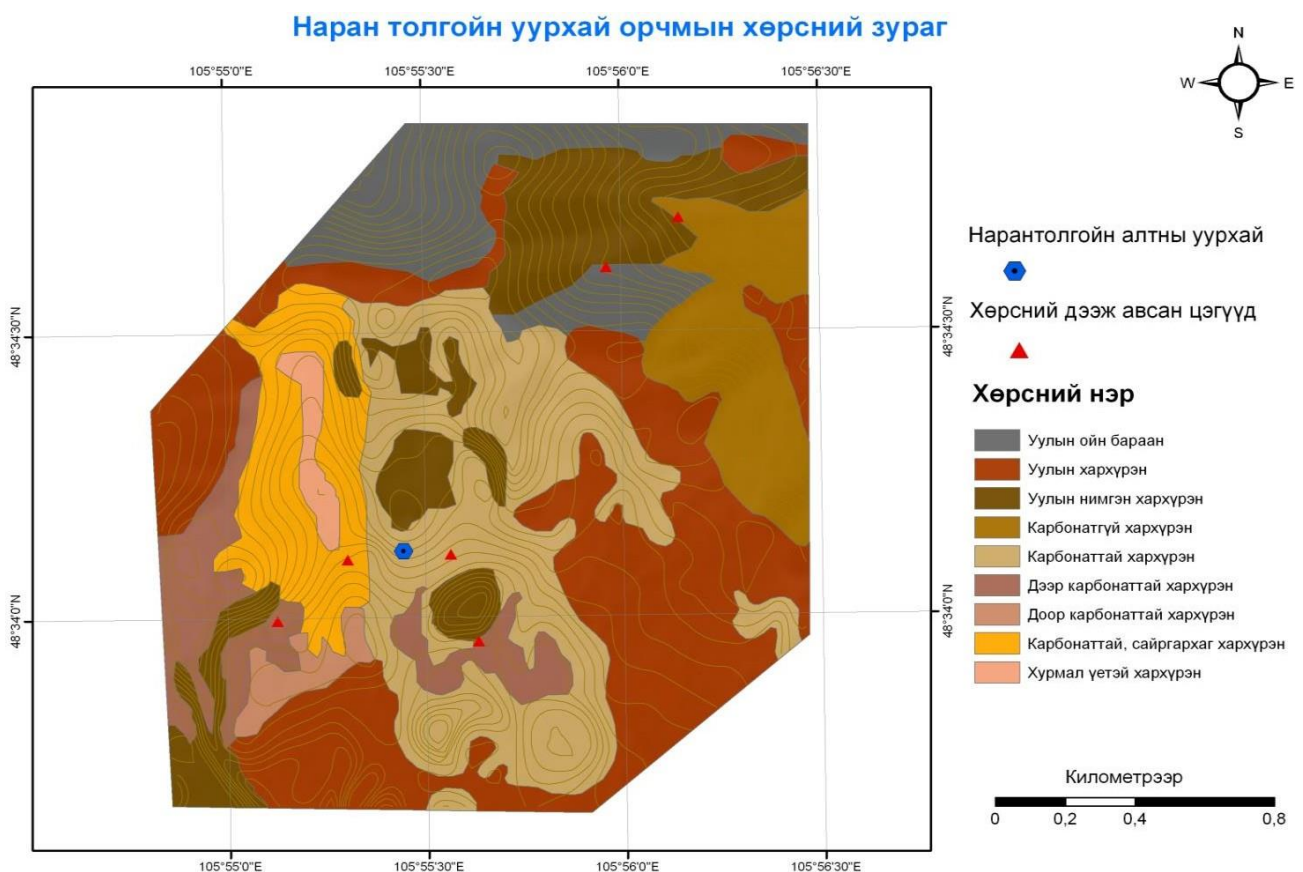 Наран толгойн уурхай орчмын хөрсний зураг
N
W E
S
105°55'0"E 105°55'30"E 105°56'0"E 105°56'30"E
48°34'30"N 48°34'30"N
48°34'0"N 48°34'0"N
105°55'0"E 105°55'30"E 105°56'0"E 105°56'30"E
Нарантолгойн алтны уурхай
Хөрсний дээж авсан цэгүүд
Хөрсний нэр
Уулын ойн бараан
Уулын хархүрэн
Уулын нимгэн хархүрэн
Карбонатгүй хархүрэн
Карбонаттай хархүрэн
Дээр карбонаттай хархүрэн
Доор карбонаттай хархүрэн
Карбонаттай, сайргархаг хархүрэн
Хурмал үетэй хархүрэн
Километрээр
0 0,2 0,4 0,8